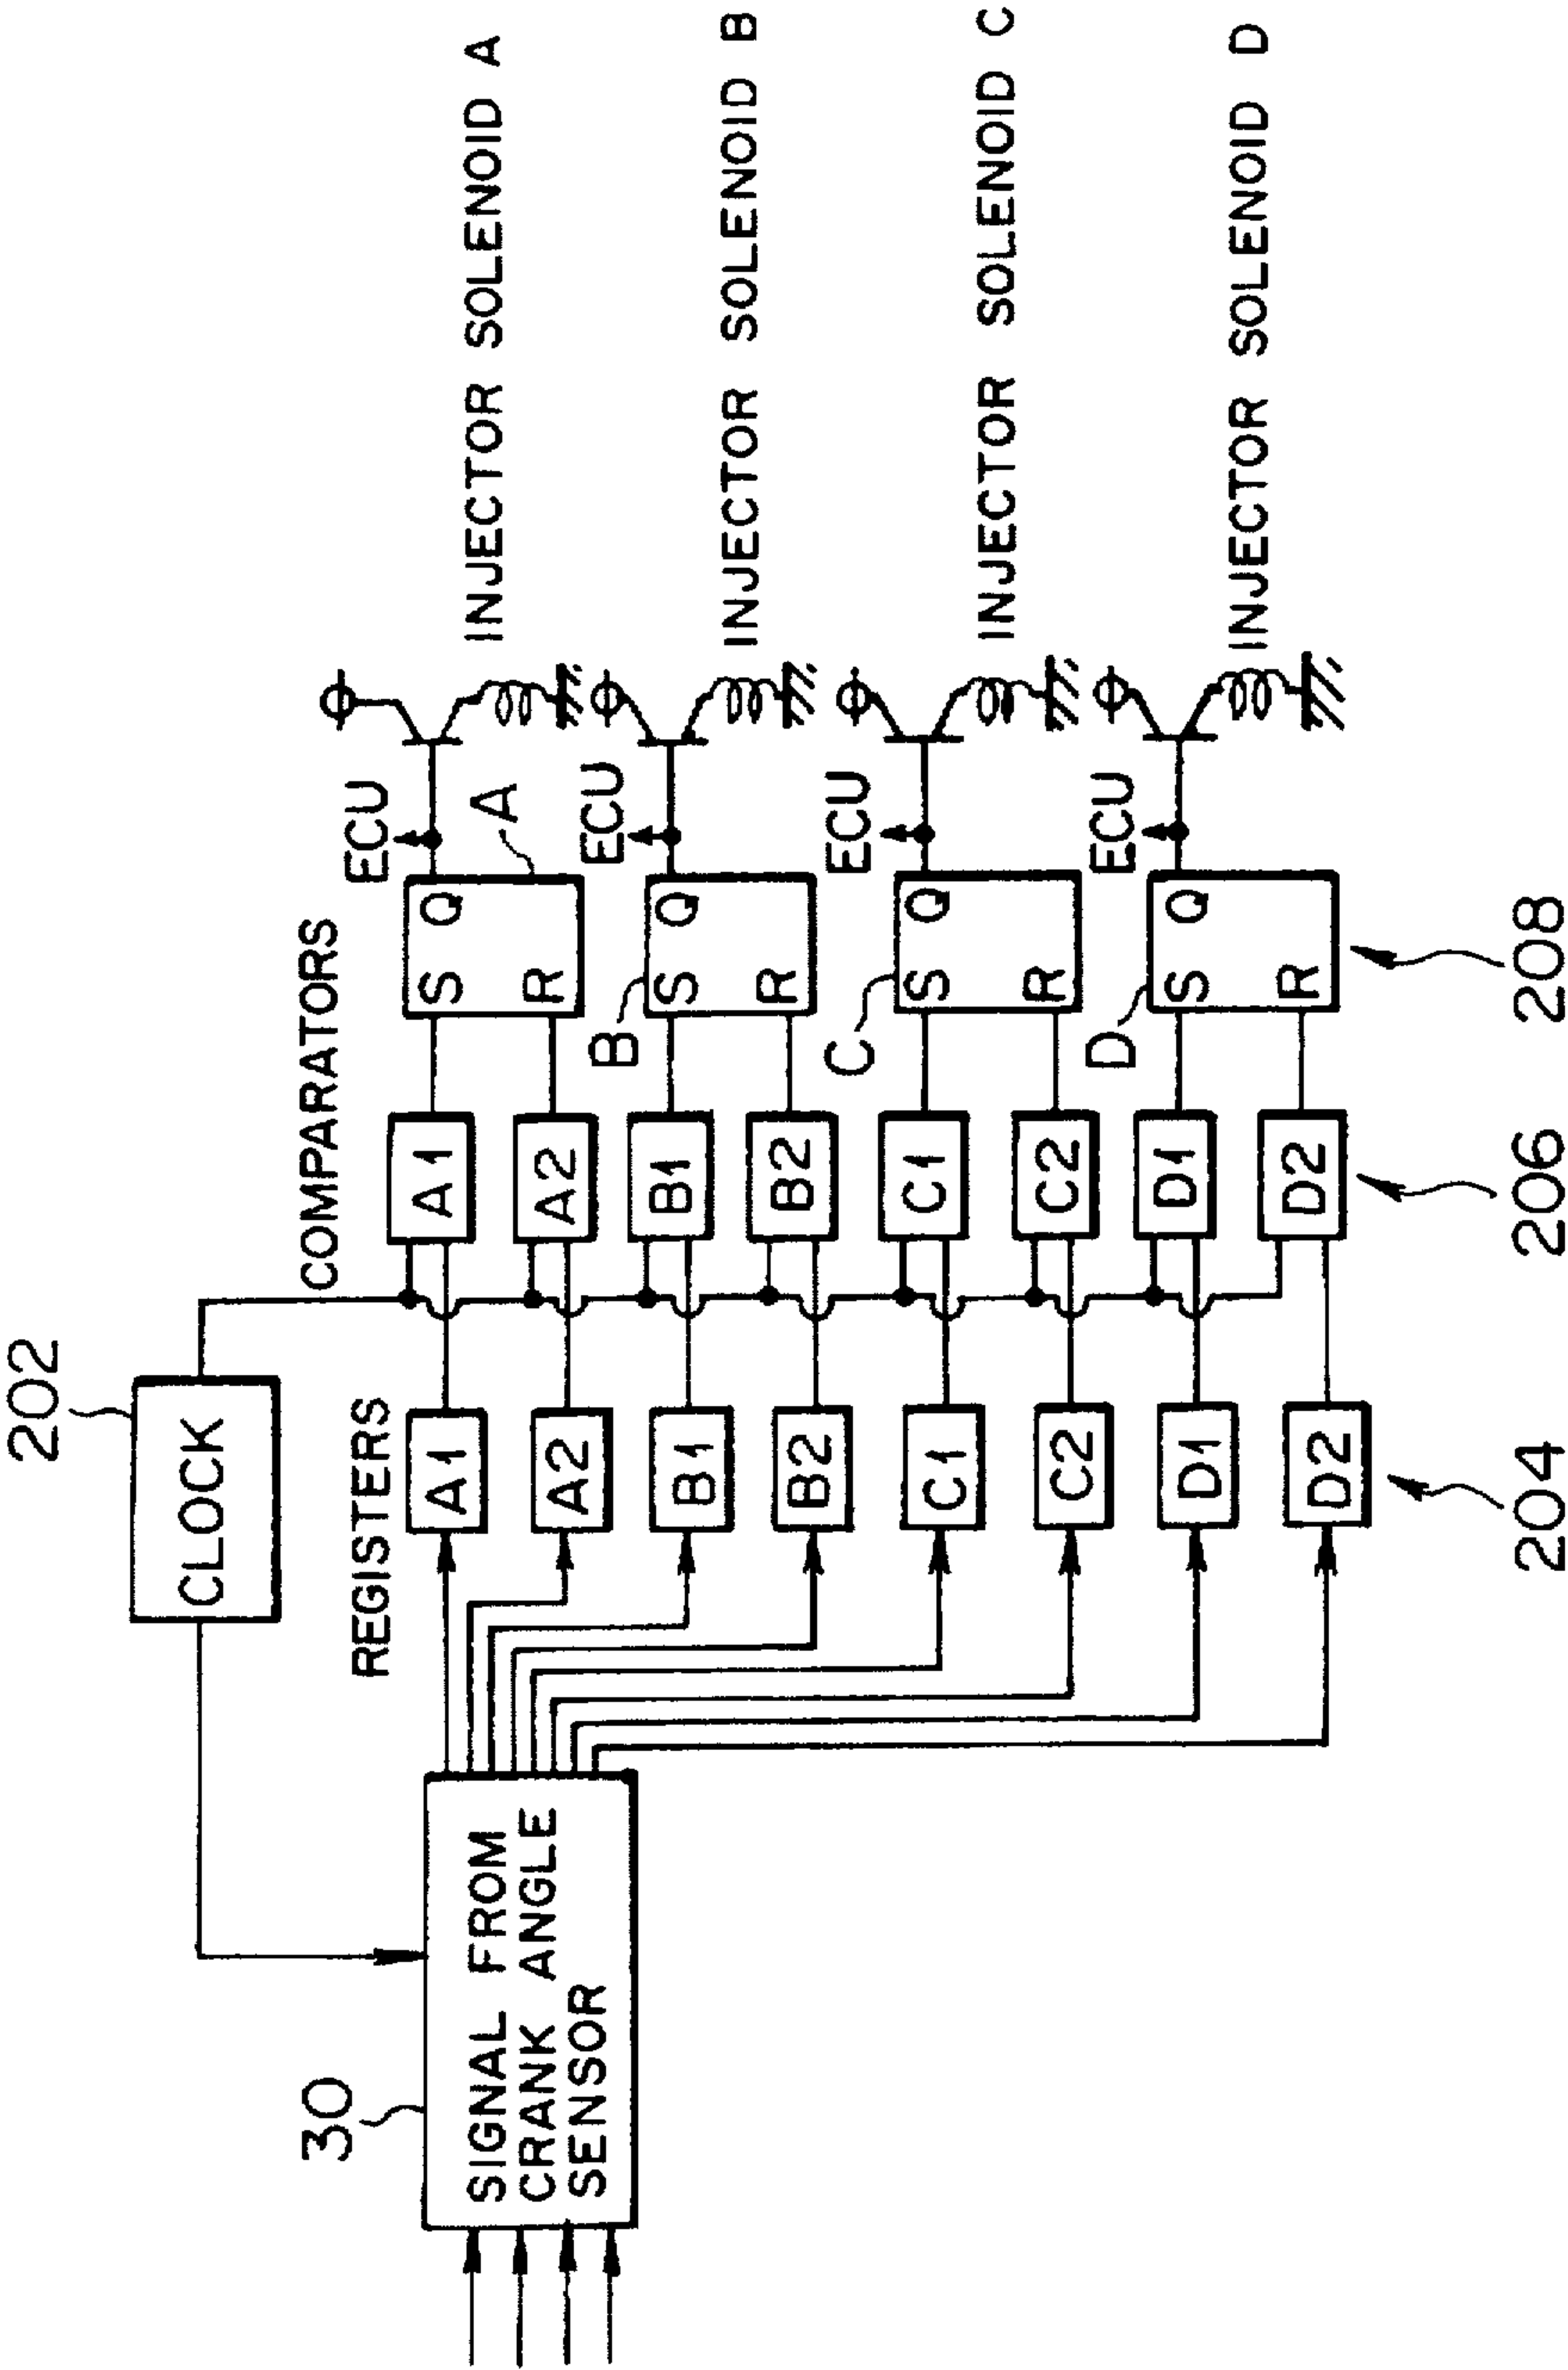 202
CLOCK
30
SIGNAL FROM
CRANK ANGLE
SENSOR
REGISTERS
A1
A2
B1
B2
C1
C2
D1
D2
204
COMPARATORS
A1
A2
B1
B2
C1
C2
D1
D2
206
S Q
R
A
ECU
S Q
R
B
ECU
S Q
R
C
ECU
S Q
R
D
ECU
208
INJECTOR SOLENOID A
INJECTOR SOLENOID B
INJECTOR SOLENOID C
INJECTOR SOLENOID D